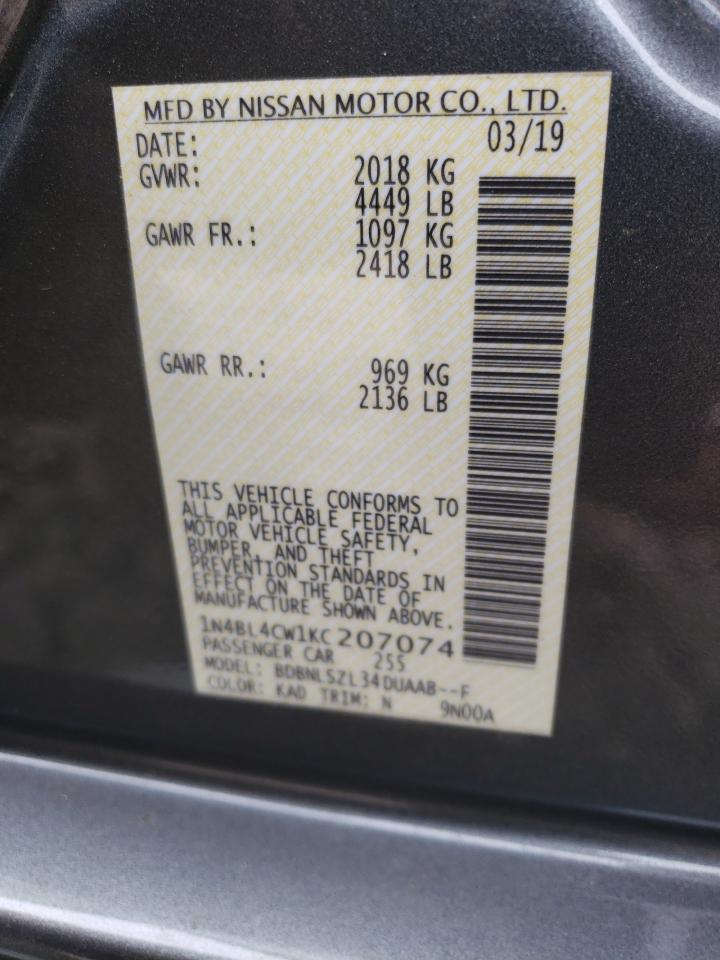 MFD BY NISSAN MOTOR CO., LTD.
DATE: 03/19
GVWR: 2018 KG
4449 LB
GAWR FR.: 1097 KG
2418 LB
GAWR RR.: 969 KG
2136 LB
THIS VEHICLE CONFORMS TO
ALL APPLICABLE FEDERAL
MOTOR VEHICLE SAFETY,
BUMPER, AND THEFT
PREVENTION STANDARDS IN
EFFECT ON THE DATE OF
MANUFACTURE SHOWN ABOVE.
1N4BL4CW1KC207074
PASSENGER CAR 255
MODEL: BDBNLSZL34DUAAB--F
COLOR: KAD TRIM: N 9N00A